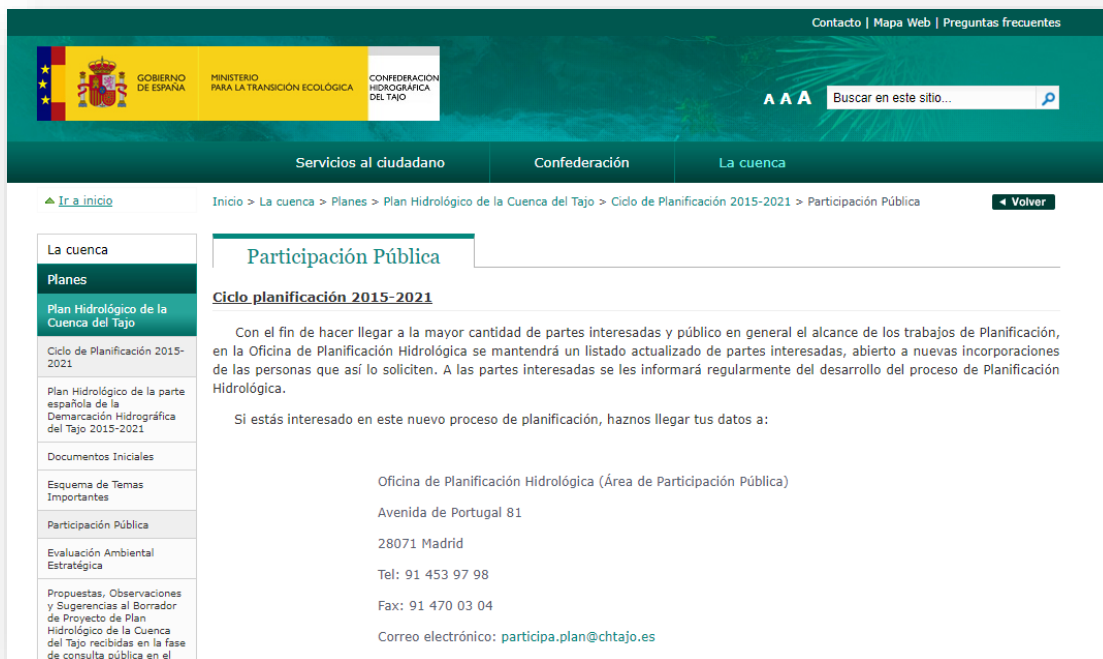 Contacto | Mapa Web | Preguntas frecuentes
GOBIERNO
DE ESPAÑA
MINISTERIO
PARA LA TRANSICIÓN ECOLÓGICA
CONFEDERACIÓN
HIDROGRÁFICA
DEL TAJO
A A A
Buscar en este sitio...
Servicios al ciudadano
Confederación
La cuenca
Ir a inicio
Inicio > La cuenca > Planes > Plan Hidrológico de la Cuenca del Tajo > Ciclo de Planificación 2015-2021 > Participación Pública
Volver
La cuenca
Planes
Plan Hidrológico de la
Cuenca del Tajo
Ciclo de Planificación 2015-
2021
Plan Hidrológico de la parte
española de la
Demarcación Hidrográfica
del Tajo 2015-2021
Documentos Iniciales
Esquema de Temas
Importantes
Participación Pública
Evaluación Ambiental
Estratégica
Propuestas, Observaciones
y Sugerencias al Borrador
de Proyecto de Plan
Hidrológico de la Cuenca
del Tajo recibidas en la fase
de consulta pública en el
Participación Pública
Ciclo planificación 2015-2021
Con el fin de hacer llegar a la mayor cantidad de partes interesadas y público en general el alcance de los trabajos de Planificación,
en la Oficina de Planificación Hidrológica se mantendrá un listado actualizado de partes interesadas, abierto a nuevas incorporaciones
de las personas que así lo soliciten. A las partes interesadas se les informará regularmente del desarrollo del proceso de Planificación
Hidrológica.
Si estás interesado en este nuevo proceso de planificación, haznos llegar tus datos a:
Oficina de Planificación Hidrológica (Área de Participación Pública)
Avenida de Portugal 81
28071 Madrid
Tel: 91 453 97 98
Fax: 91 470 03 04
Correo electrónico: participa.plan@chtajo.es